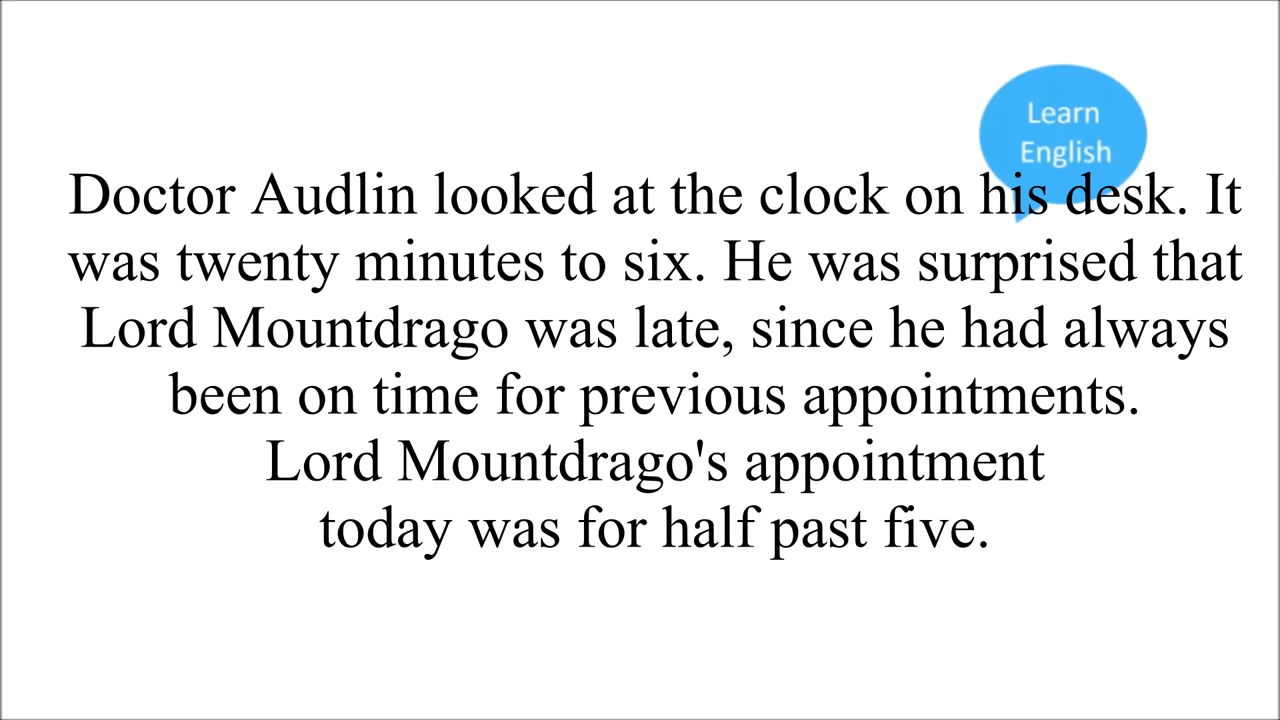 Learn
English
Doctor Audlin looked at the clock on his desk. It
was twenty minutes to six. He was surprised that
Lord Mountdrago was late, since he had always
been on time for previous appointments.
Lord Mountdrago's appointment
today was for half past five.